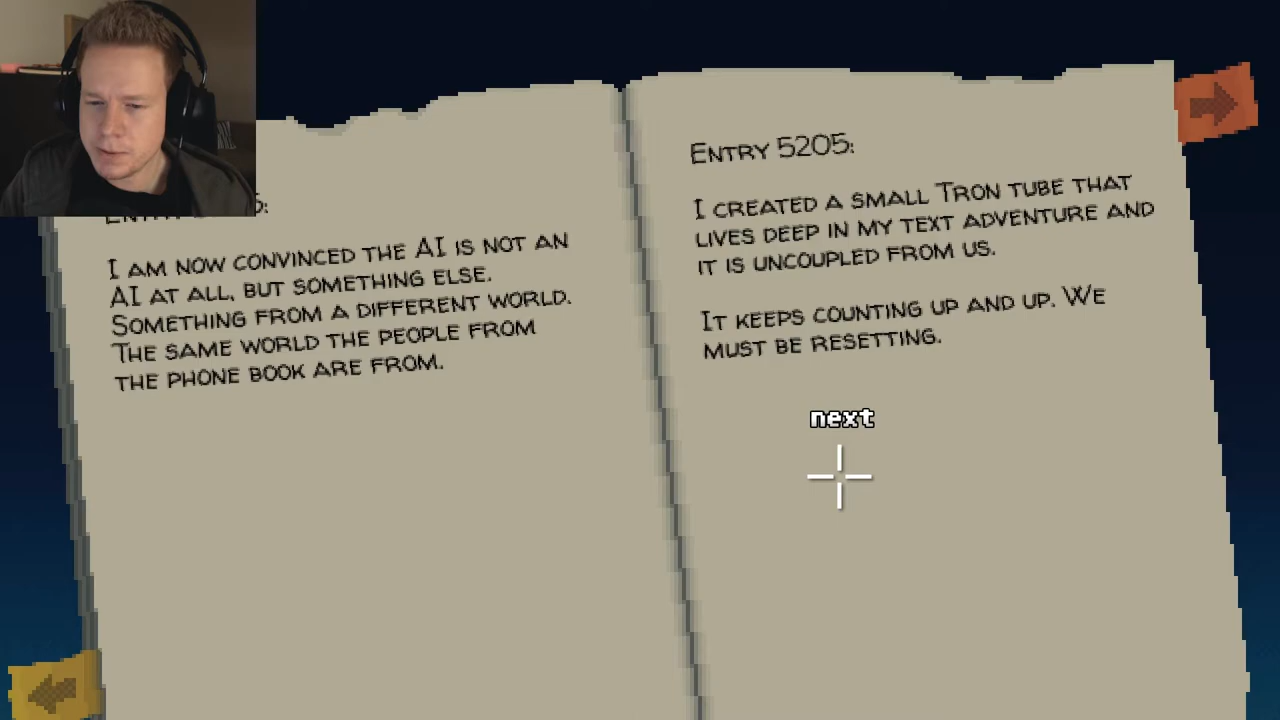 I am now convinced the AI is not an
AI at all, but something else.
Something from a different world.
The same world the people from
the phone book are from.
Entry 5205:
I created a small Tron tube that
lives deep in my text adventure and
it is uncoupled from us.
It keeps counting up and up. We
must be resetting.
next